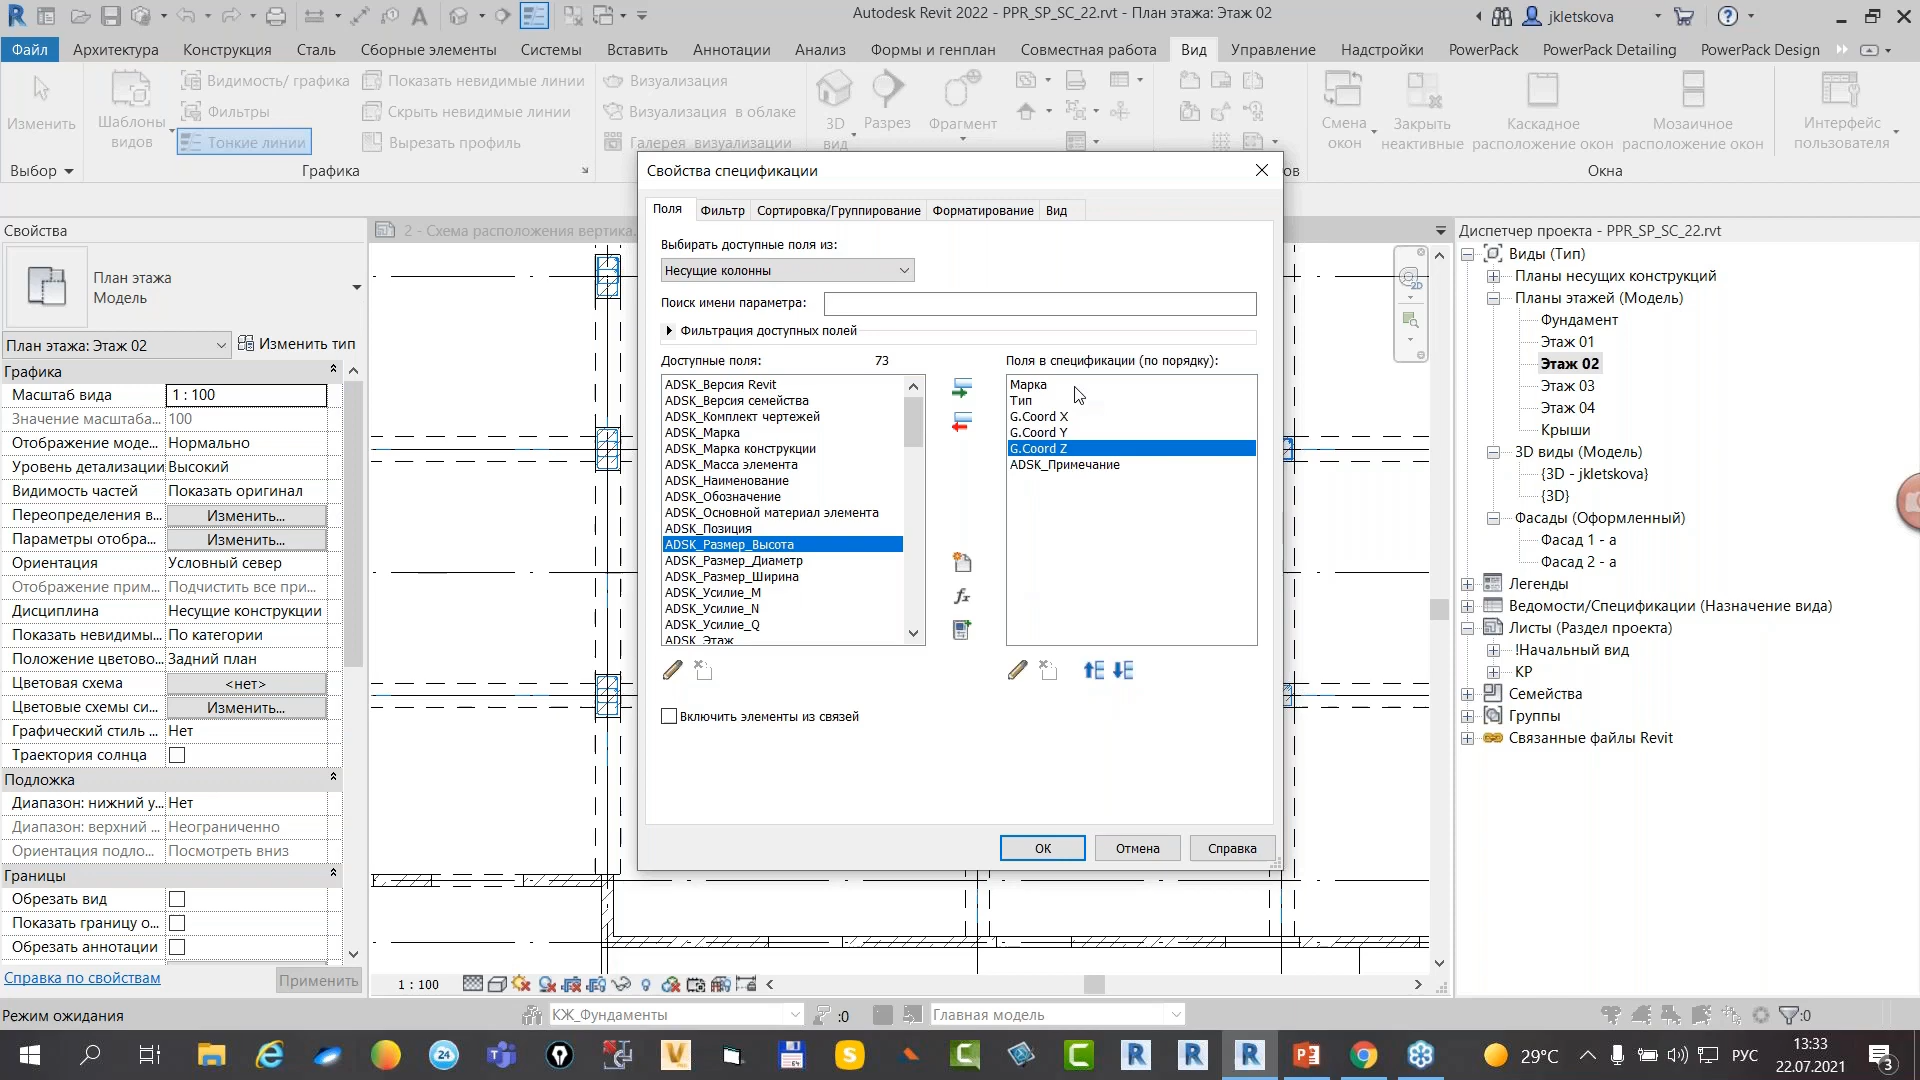 Autodesk Revit 2022 - PPR_SP_SC_22.rvt - План этажа: Этаж 02
jkletskova
Файл
Архитектура
Конструкция
Сталь
Сборные элементы
Системы
Вставить
Аннотации
Анализ
Формы и генплан
Совместная работа
Вид
Управление
Надстройки
PowerPack
PowerPack Detailing
PowerPack Design
Изменить
Шаблоны видов
Видимость/ графика
Фильтры
Тонкие линии
Показать невидимые линии
Скрыть невидимые линии
Вырезать профиль
Визуализация
Визуализация в облаке
Галерея визуализации
3D вид
Разрез
Фрагмент
Смена окон
Закрыть неактивные
Каскадное расположение окон
Мозаичное расположение окон
Интерфейс пользователя
Выбор
Графика
Окна
Свойства
План этажа
Модель
План этажа: Этаж 02
Изменить тип
Графика
Масштаб вида 1 : 100
Значение масштаба... 100
Отображение моде... Нормально
Уровень детализации Высокий
Видимость частей Показать оригинал
Переопределения в... Изменить...
Параметры отобра... Изменить...
Ориентация Условный север
Отображение прим... Подчистить все при...
Дисциплина Несущие конструкции
Показать невидимы... По категории
Положение цветово... Задний план
Цветовая схема <нет>
Цветовые схемы си... Изменить...
Графический стиль ... Нет
Траектория солнца
Подложка
Диапазон: нижний у... Нет
Диапазон: верхний ... Неограниченно
Ориентация подло... Посмотреть вниз
Границы
Обрезать вид
Показать границу о...
Обрезать аннотации
Справка по свойствам
Применить
2 - Схема расположения вертика...
Свойства спецификации
Поля
Фильтр
Сортировка/Группирование
Форматирование
Вид
Выбирать доступные поля из:
Несущие колонны
Поиск имени параметра:
Фильтрация доступных полей
Доступные поля: 73
ADSK_Версия Revit
ADSK_Версия семейства
ADSK_Комплект чертежей
ADSK_Марка
ADSK_Марка конструкции
ADSK_Масса элемента
ADSK_Наименование
ADSK_Обозначение
ADSK_Основной материал элемента
ADSK_Позиция
ADSK_Размер_Высота
ADSK_Размер_Диаметр
ADSK_Размер_Ширина
ADSK_Усилие_M
ADSK_Усилие_N
ADSK_Усилие_Q
ADSK_Этаж
Поля в спецификации (по порядку):
Марка
Тип
G.Coord X
G.Coord Y
G.Coord Z
ADSK_Примечание
fx
Включить элементы из связей
ОК
Отмена
Справка
2D
Диспетчер проекта - PPR_SP_SC_22.rvt
Виды (Тип)
Планы несущих конструкций
Планы этажей (Модель)
Фундамент
Этаж 01
Этаж 02
Этаж 03
Этаж 04
Крыши
3D виды (Модель)
{3D - jkletskova}
{3D}
Фасады (Оформленный)
Фасад 1 - а
Фасад 2 - а
Легенды
Ведомости/Спецификации (Назначение вида)
Листы (Раздел проекта)
!Начальный вид
КР
Семейства
Группы
Связанные файлы Revit
1 : 100
Режим ожидания
КЖ_Фундаменты
:0
Главная модель
:0
24
29°C
РУС
13:33
22.07.2021
3